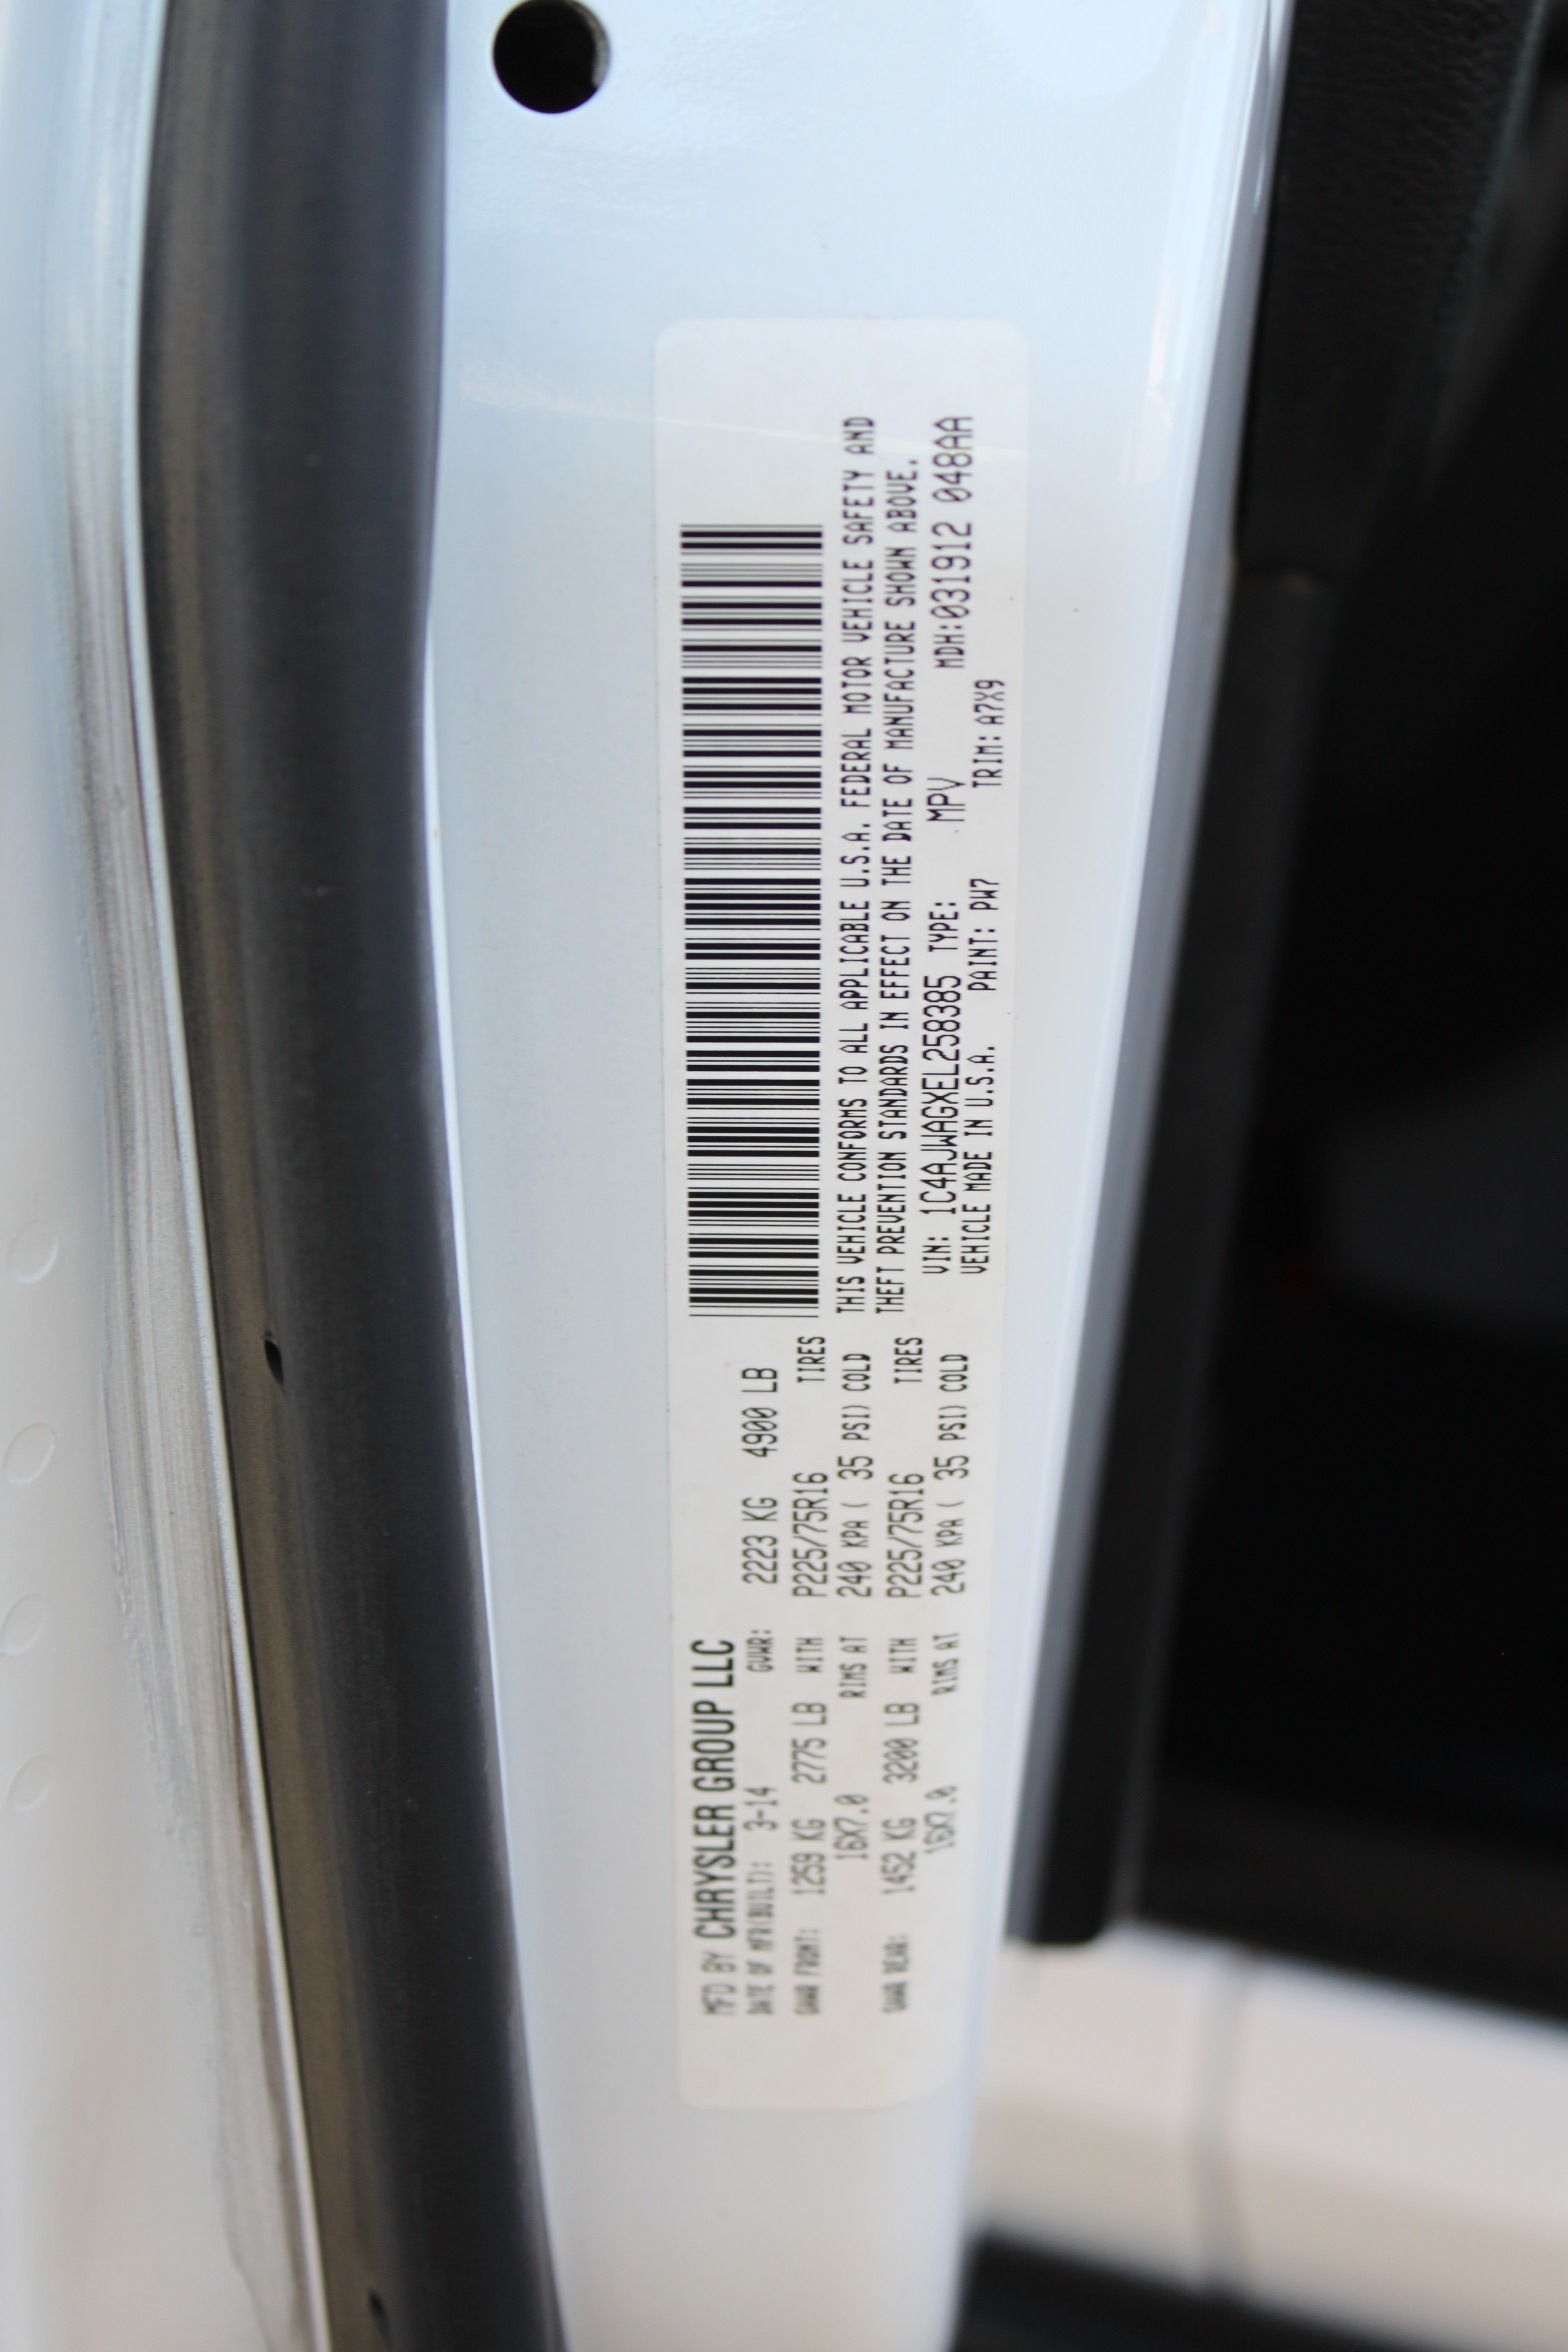 MFD BY CHRYSLER GROUP LLC
DATE OF MFR(BUILT): 3-14 GVWR: 2223 KG 4900 LB
GAWR FRONT: 1259 KG 2775 LB WITH P225/75R16 TIRES
16X7.0 RIMS AT 240 KPA ( 35 PSI) COLD
GAWR REAR: 1452 KG 3200 LB WITH P225/75R16 TIRES
16X7.0 RIMS AT 240 KPA ( 35 PSI) COLD
THIS VEHICLE CONFORMS TO ALL APPLICABLE U.S.A. FEDERAL MOTOR VEHICLE SAFETY AND
THEFT PREVENTION STANDARDS IN EFFECT ON THE DATE OF MANUFACTURE SHOWN ABOVE.
VIN: 1C4AJWAGXEL258385 TYPE: MPV MDH:031912 048AA
VEHICLE MADE IN U.S.A. PAINT: PW7 TRIM: A7X9